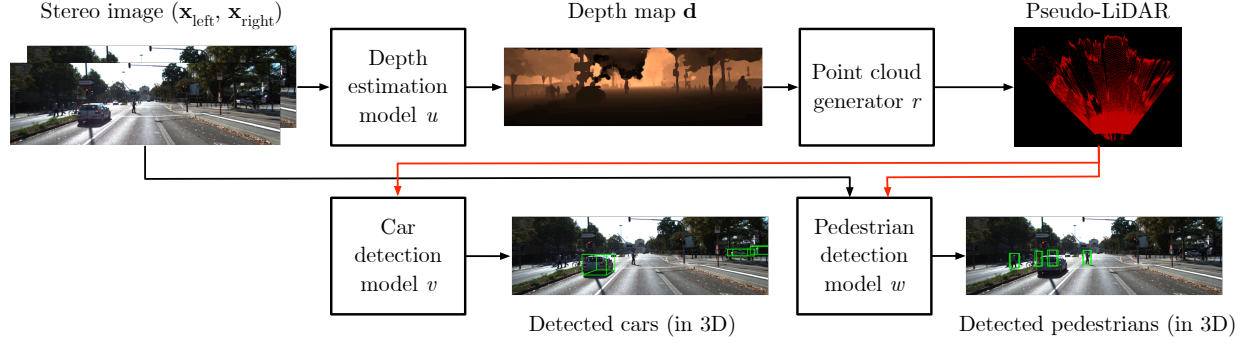 Stereo image (x_left, x_right)
Depth map d
Pseudo-LiDAR
Depth
estimation
model u
Point cloud
generator r
Car
detection
model v
Pedestrian
detection
model w
Detected cars (in 3D)
Detected pedestrians (in 3D)